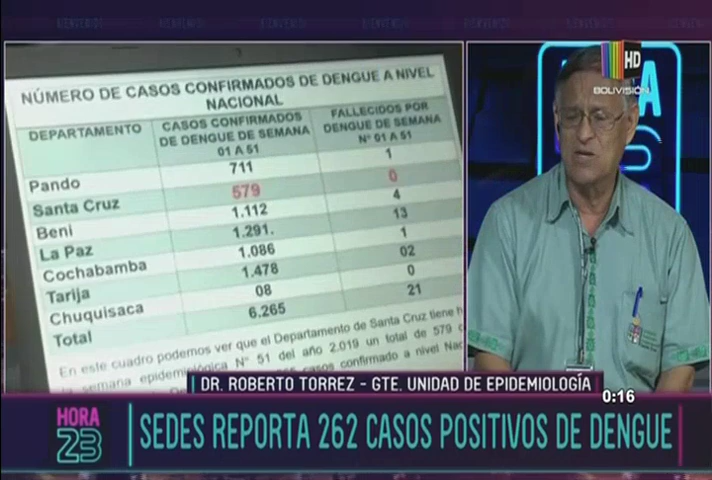 NÚMERO DE CASOS CONFIRMADOS DE DENGUE A NIVEL
NACIONAL
DEPARTAMENTO CASOS CONFIRMADOS DE DENGUE DE SEMANA 01 A 51 FALLECIDOS POR DENGUE DE SEMANA N° 01 A 51
Pando 711 1
Santa Cruz 579 0
Beni 1.112 4
La Paz 1.291. 13
Cochabamba 1.086 1
Tarija 1.478 02
Chuquisaca 08 0
Total 6.265 21
En este cuadro podemos ver que el Departamento de Santa Cruz tiene h
la semana epidemiológica N° 51 del año 2.019 un total de 579 c
casos confirmado a nivel Nac
HD
BOLIVISIÓN
DR. ROBERTO TORREZ - GTE. UNIDAD DE EPIDEMIOLOGÍA
0:16
HORA
23
SEDES REPORTA 262 CASOS POSITIVOS DE DENGUE